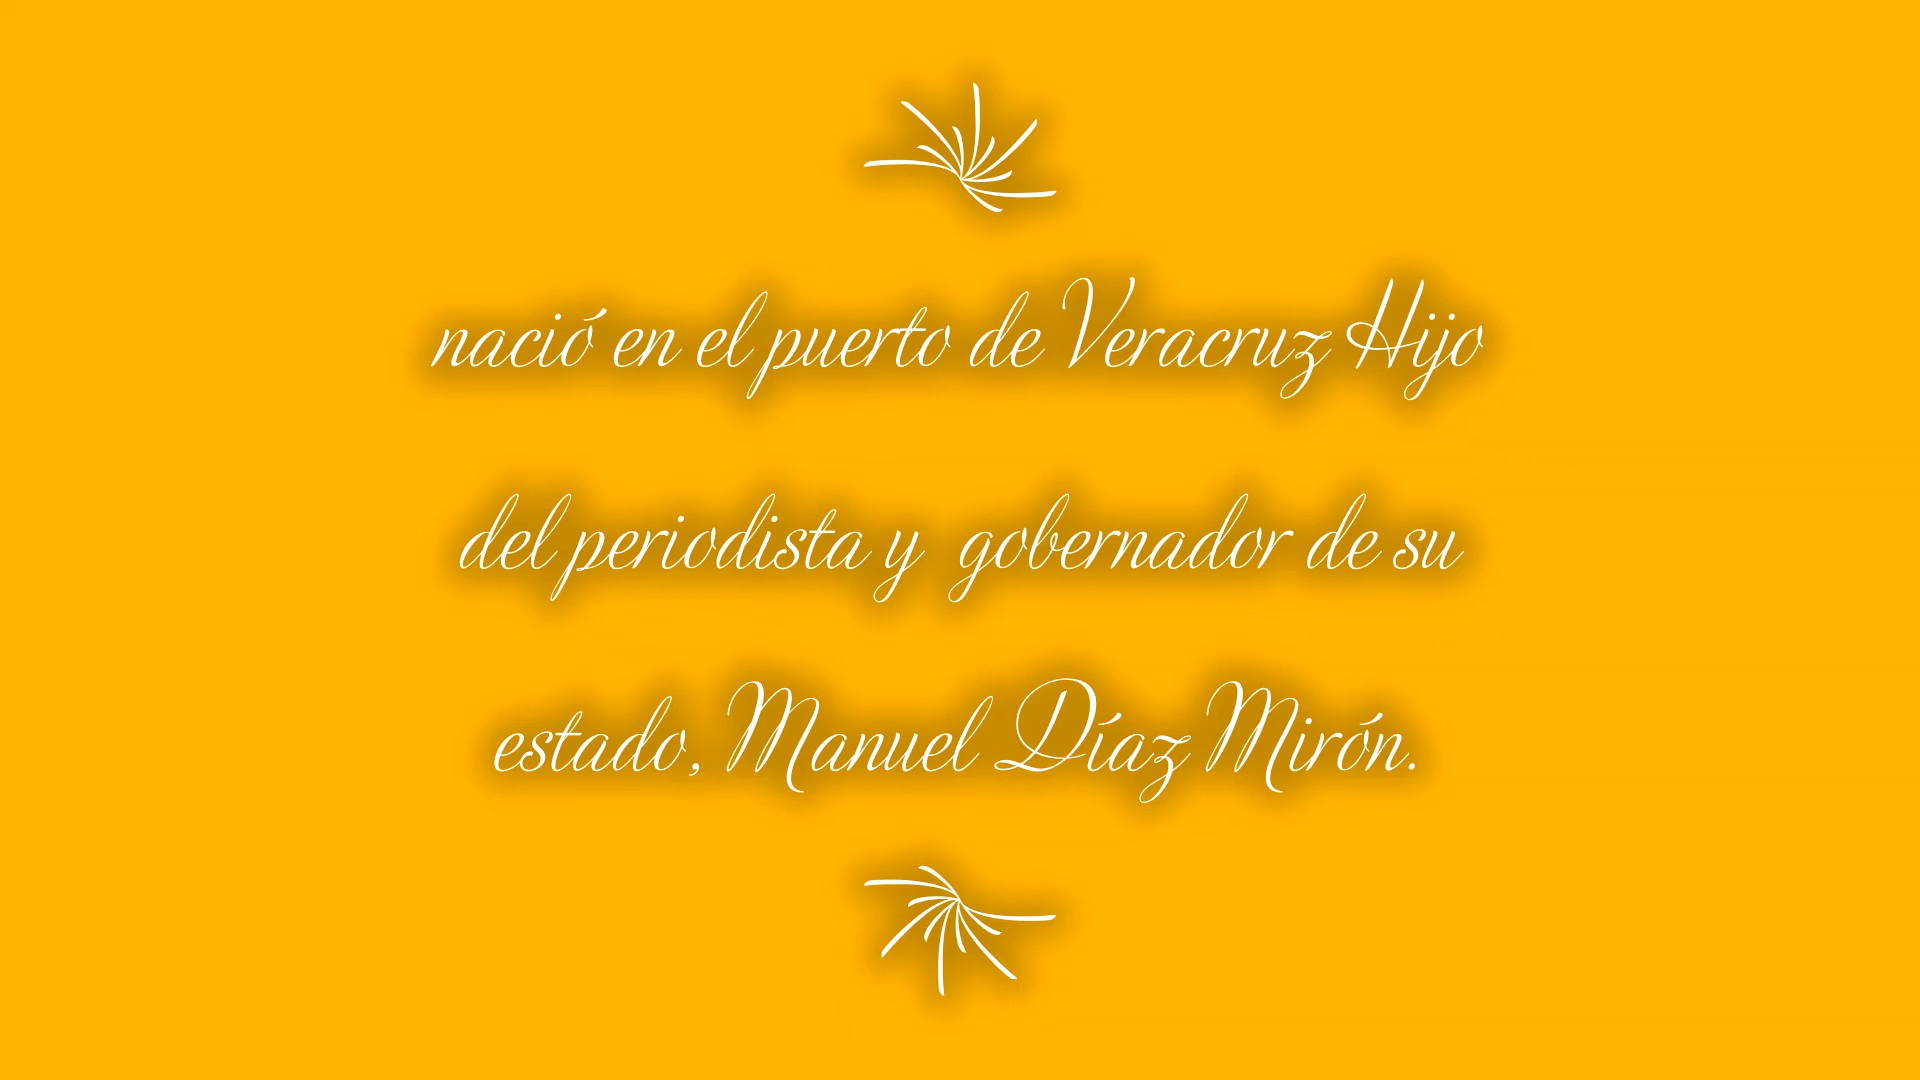 nació en el puerto de Veracruz Hijo
del periodista y  gobernador de su
estado, Manuel Díaz Mirón.